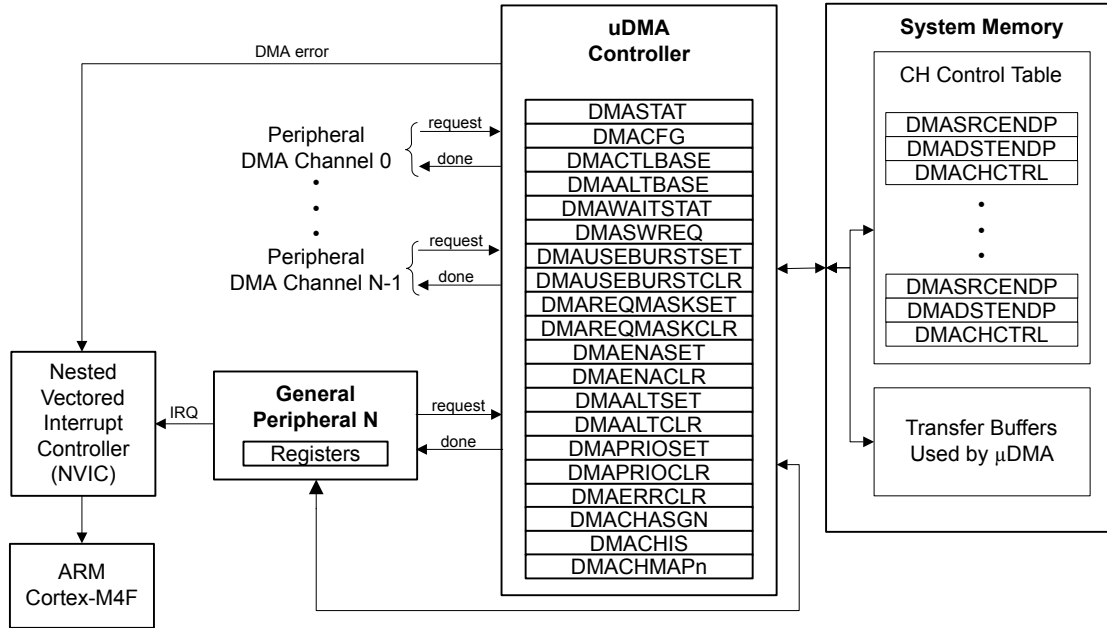 DMA error
uDMA
Controller
DMASTAT
DMACFG
DMACTLBASE
DMAALTBASE
DMAWAITSTAT
DMASWREQ
DMAUSEBURSTSET
DMAUSEBURSTCLR
DMAREQMASKSET
DMAREQMASKCLR
DMAENASET
DMAENACLR
DMAALTSET
DMAALTCLR
DMAPRIOSET
DMAPRIOCLR
DMAERRCLR
DMACHASGN
DMACHIS
DMACHMAPn
System Memory
CH Control Table
DMASRCENDP
DMADSTENDP
DMACHCTRL
•
•
•
DMASRCENDP
DMADSTENDP
DMACHCTRL
Transfer Buffers
Used by μDMA
Peripheral
DMA Channel 0
request
done
•
•
•
Peripheral
DMA Channel N-1
request
done
Nested
Vectored
Interrupt
Controller
(NVIC)
IRQ
General
Peripheral N
Registers
request
done
ARM
Cortex-M4F